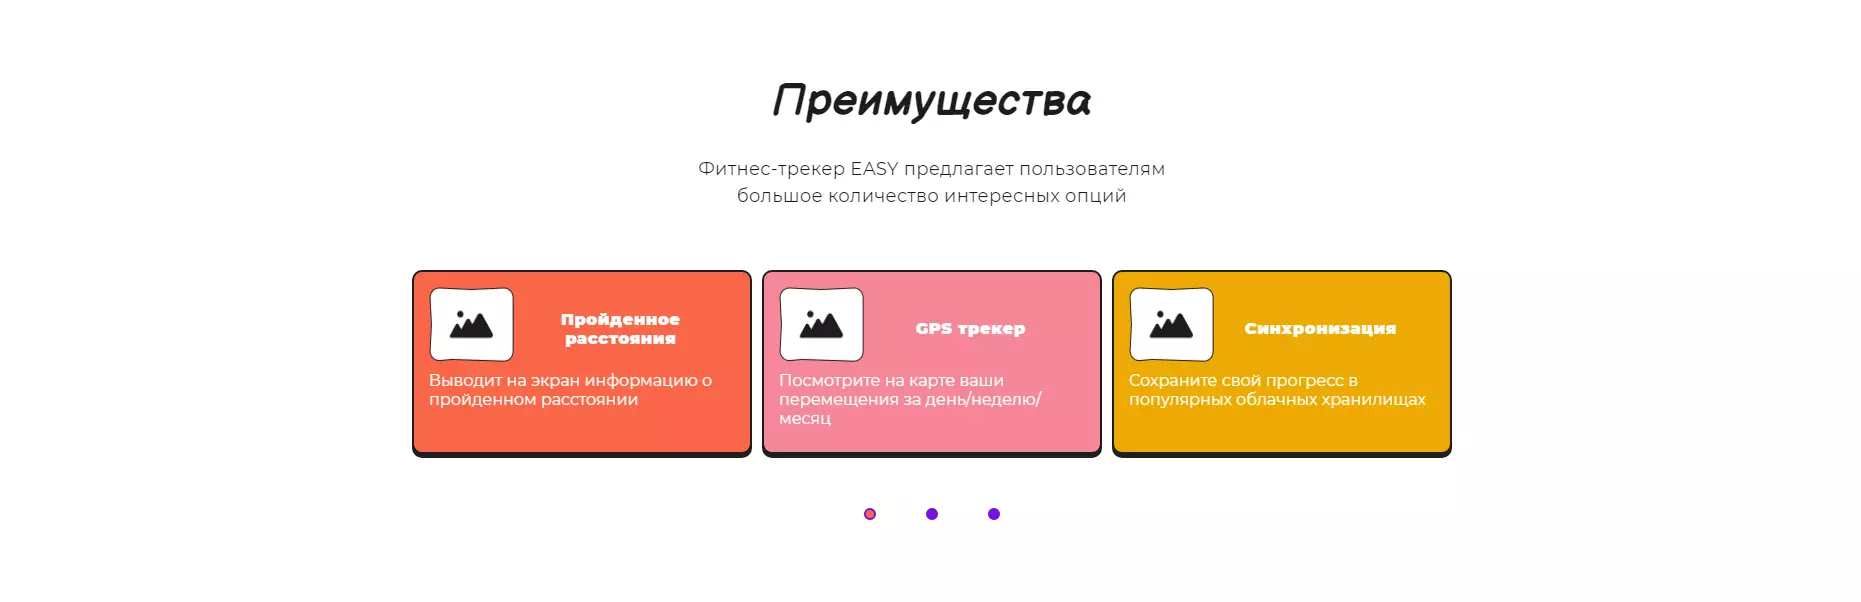 Преимущества
Фитнес-трекер EASY предлагает пользователям
большое количество интересных опций
Пройденное
расстояния
Выводит на экран информацию о
пройденном расстоянии
GPS трекер
Посмотрите на карте ваши
перемещения за день/неделю/
месяц
Синхронизация
Сохраните свой прогресс в
популярных облачных хранилищах